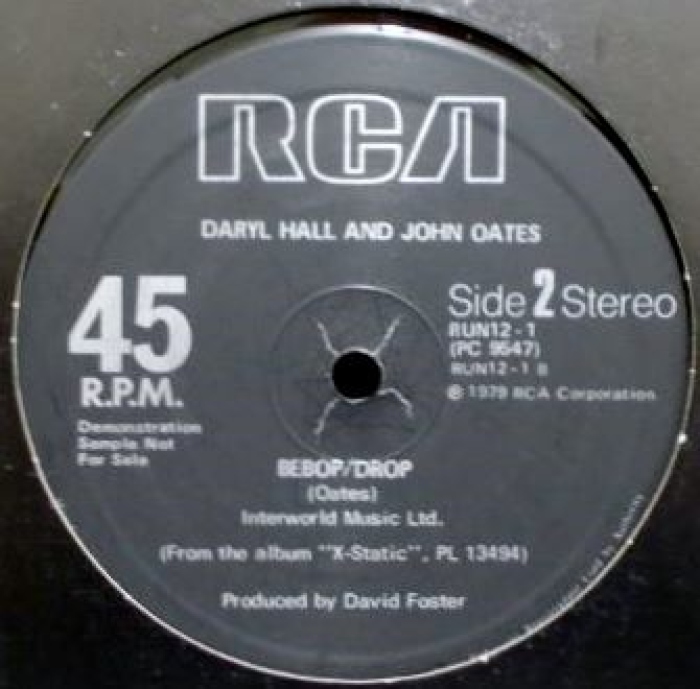 RCA
DARYL HALL AND JOHN OATES
45
R.P.M.
Demonstration
Sample Not
For Sale
Side 2 Stereo
RUN12-1
(PC 9547)
RUN12-1 B
℗ 1979 RCA Corporation
BEBOP/DROP
(Oates)
Interworld Music Ltd.
(From the album "X-Static", PL 13494)
Produced by David Foster